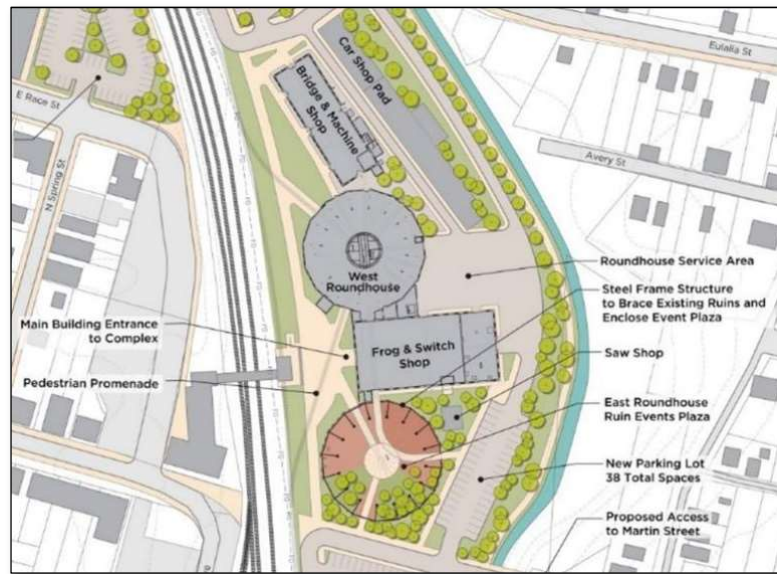 Eutalia St
Car Shop Pad
Bridge & Machine
Shop
E Race St
N Spring St
Avery St
West
Roundhouse
Roundhouse Service Area
Steel Frame Structure
to Brace Existing Ruins and
Enclose Event Plaza
Main Building Entrance
to Complex
Frog & Switch
Shop
Saw Shop
Pedestrian Promenade
East Roundhouse
Ruin Events Plaza
New Parking Lot
38 Total Spaces
Proposed Access
to Martin Street